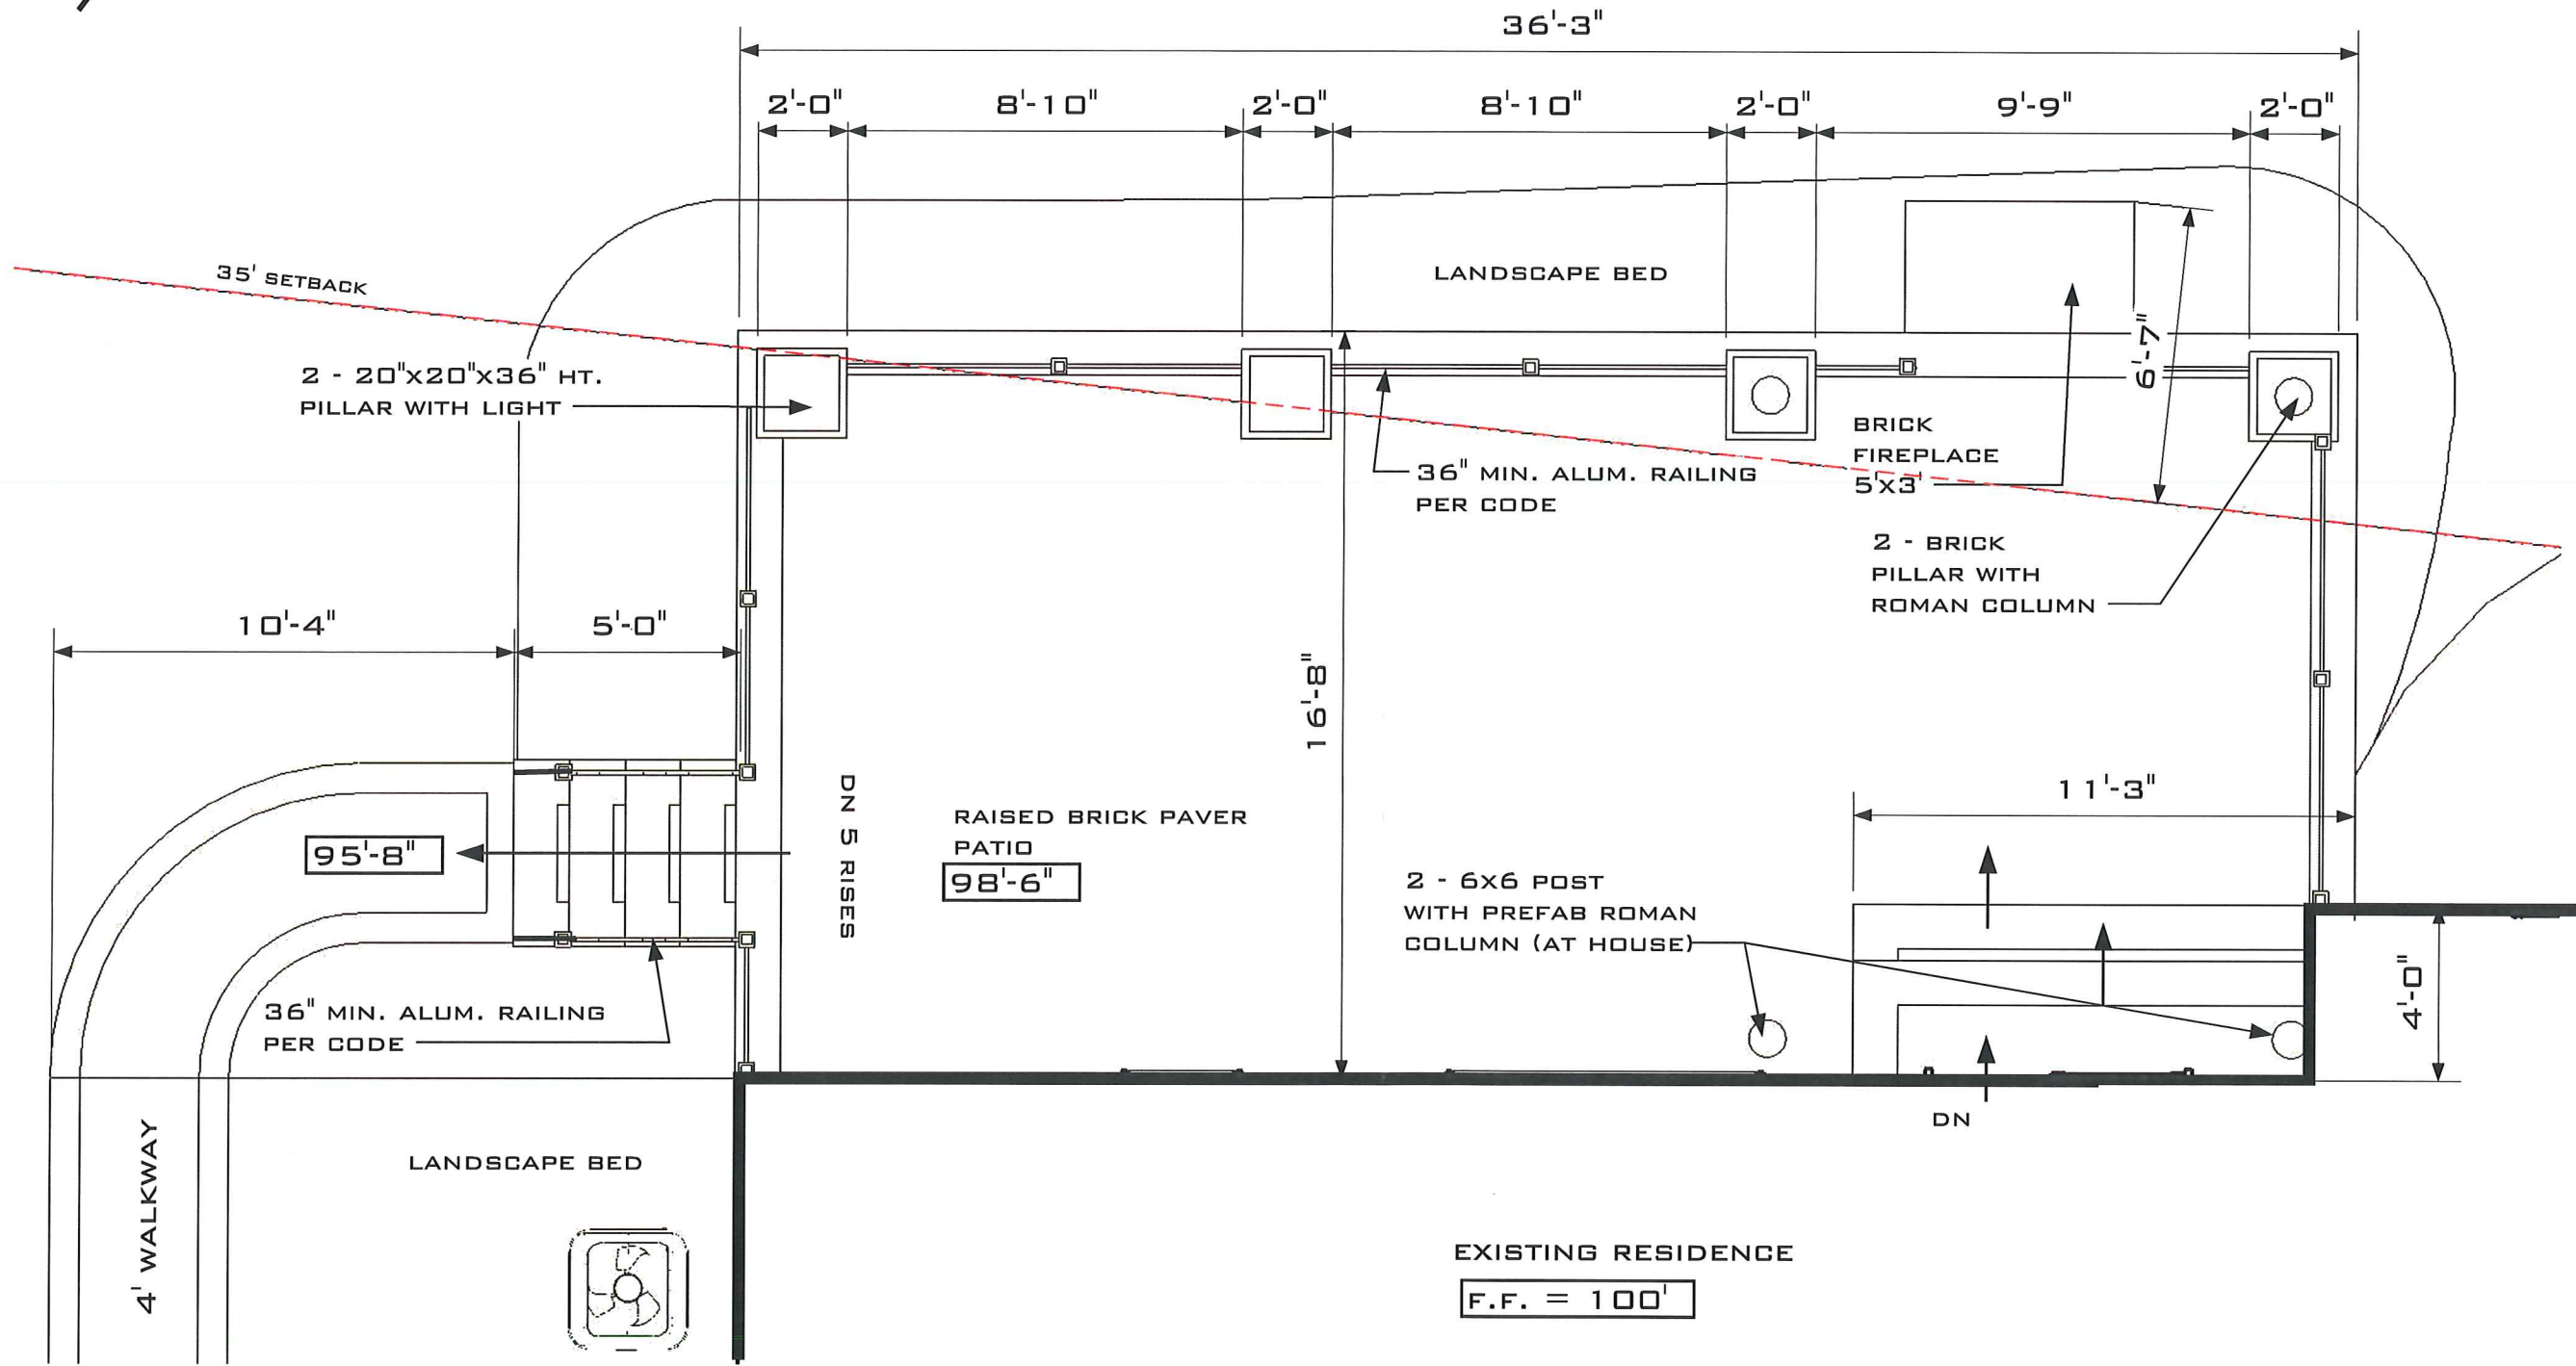 36'-3"
2'-0"
8'-10"
2'-0"
8'-10"
2'-0"
9'-9"
2'-0"
35' SETBACK
LANDSCAPE BED
6'-7"
2 - 20"x20"x36" HT.
PILLAR WITH LIGHT
36" MIN. ALUM. RAILING
PER CODE
BRICK
FIREPLACE
5'x3'
2 - BRICK
PILLAR WITH
ROMAN COLUMN
10'-4"
5'-0"
16'-8"
95'-8"
DN 5 RISES
RAISED BRICK PAVER
PATIO
98'-6"
11'-3"
2 - 6x6 POST
WITH PREFAB ROMAN
COLUMN (AT HOUSE)
4'-0"
36" MIN. ALUM. RAILING
PER CODE
DN
4' WALKWAY
LANDSCAPE BED
EXISTING RESIDENCE
F.F. = 100'